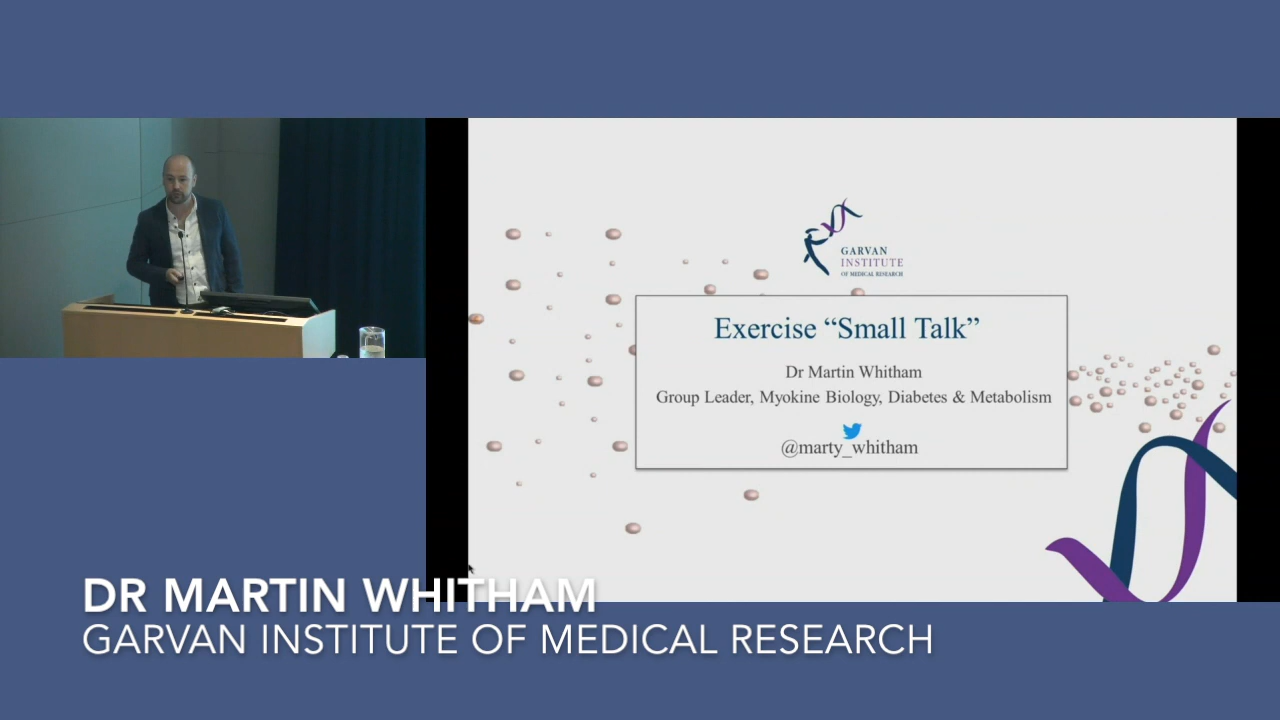 GARVAN
INSTITUTE
OF MEDICAL RESEARCH
Exercise “Small Talk”
Dr Martin Whitham
Group Leader, Myokine Biology, Diabetes & Metabolism
@marty_whitham
DR MARTIN WHITHAM
GARVAN INSTITUTE OF MEDICAL RESEARCH